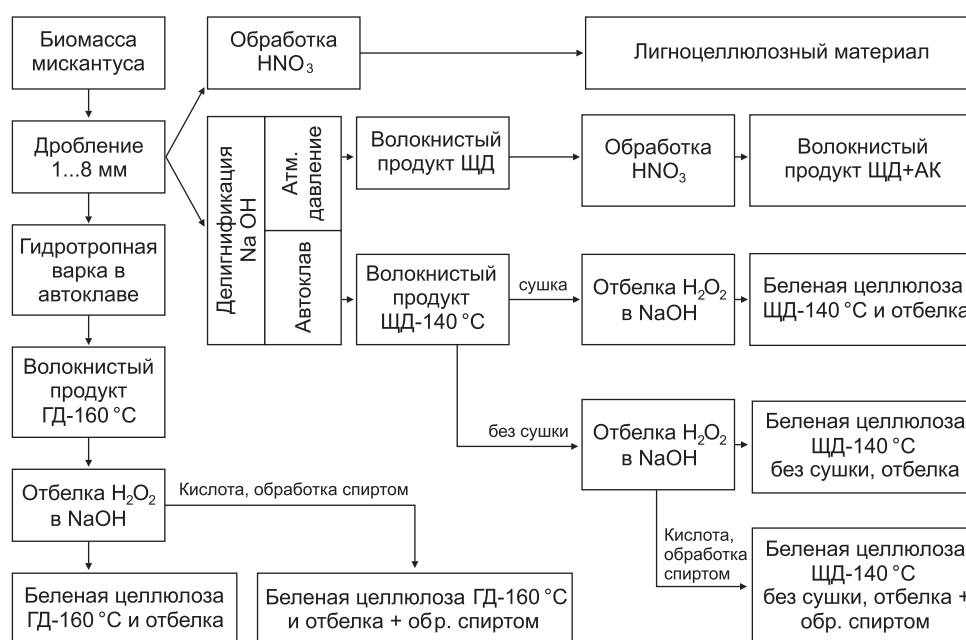 Биомасса
мискантуса
Обработка
HNO₃
Лигноцеллюлозный материал
Дробление
1...8 мм
Делигнификация
Na OH
Атм.
давление
Автоклав
Волокнистый
продукт ЩД
Обработка
HNO₃
Волокнистый
продукт ЩД+АК
Гидротропная
варка в
автоклаве
Волокнистый
продукт
ЩД-140 °С
сушка
Отбелка H₂O₂
в NaOH
Беленая целлюлоза
ЩД-140 °С и отбелка
Волокнистый
продукт
ГД-160 °С
без сушки
Отбелка H₂O₂
в NaOH
Беленая целлюлоза
ЩД-140 °С
без сушки, отбелка
Отбелка H₂O₂
в NaOH
Кислота, обработка спиртом
Кислота,
обработка
спиртом
Беленая целлюлоза
ЩД-140 °С
без сушки, отбелка +
обр. спиртом
Беленая целлюлоза
ГД-160 °С и отбелка
Беленая целлюлоза ГД-160 °С
и отбелка + обр. спиртом